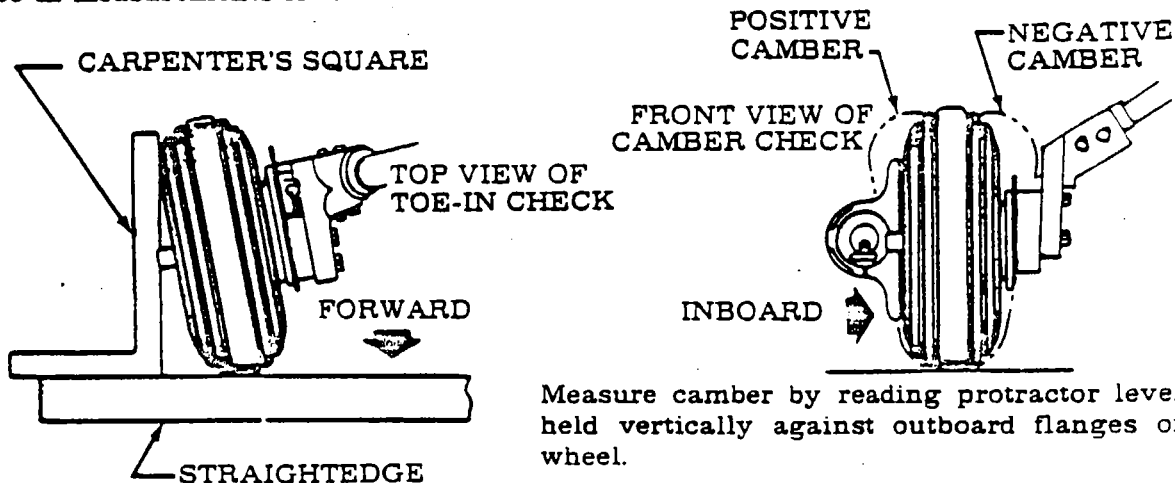 CARPENTER'S SQUARE
TOP VIEW OF
TOE-IN CHECK
FORWARD
STRAIGHTEDGE
POSITIVE
CAMBER
NEGATIVE
CAMBER
FRONT VIEW OF
CAMBER CHECK
INBOARD
Measure camber by reading protractor level
held vertically against outboard flanges of
wheel.